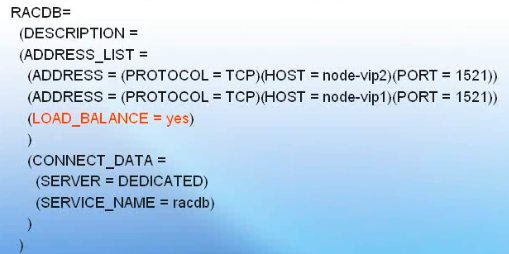 RACDB=
(DESCRIPTION =
(ADDRESS_LIST =
(ADDRESS = (PROTOCOL = TCP)(HOST = node-vip2)(PORT = 1521))
(ADDRESS = (PROTOCOL = TCP)(HOST = node-vip1)(PORT = 1521))
(LOAD_BALANCE = yes)
)
(CONNECT_DATA =
(SERVER = DEDICATED)
(SERVICE_NAME = racdb)
)
)